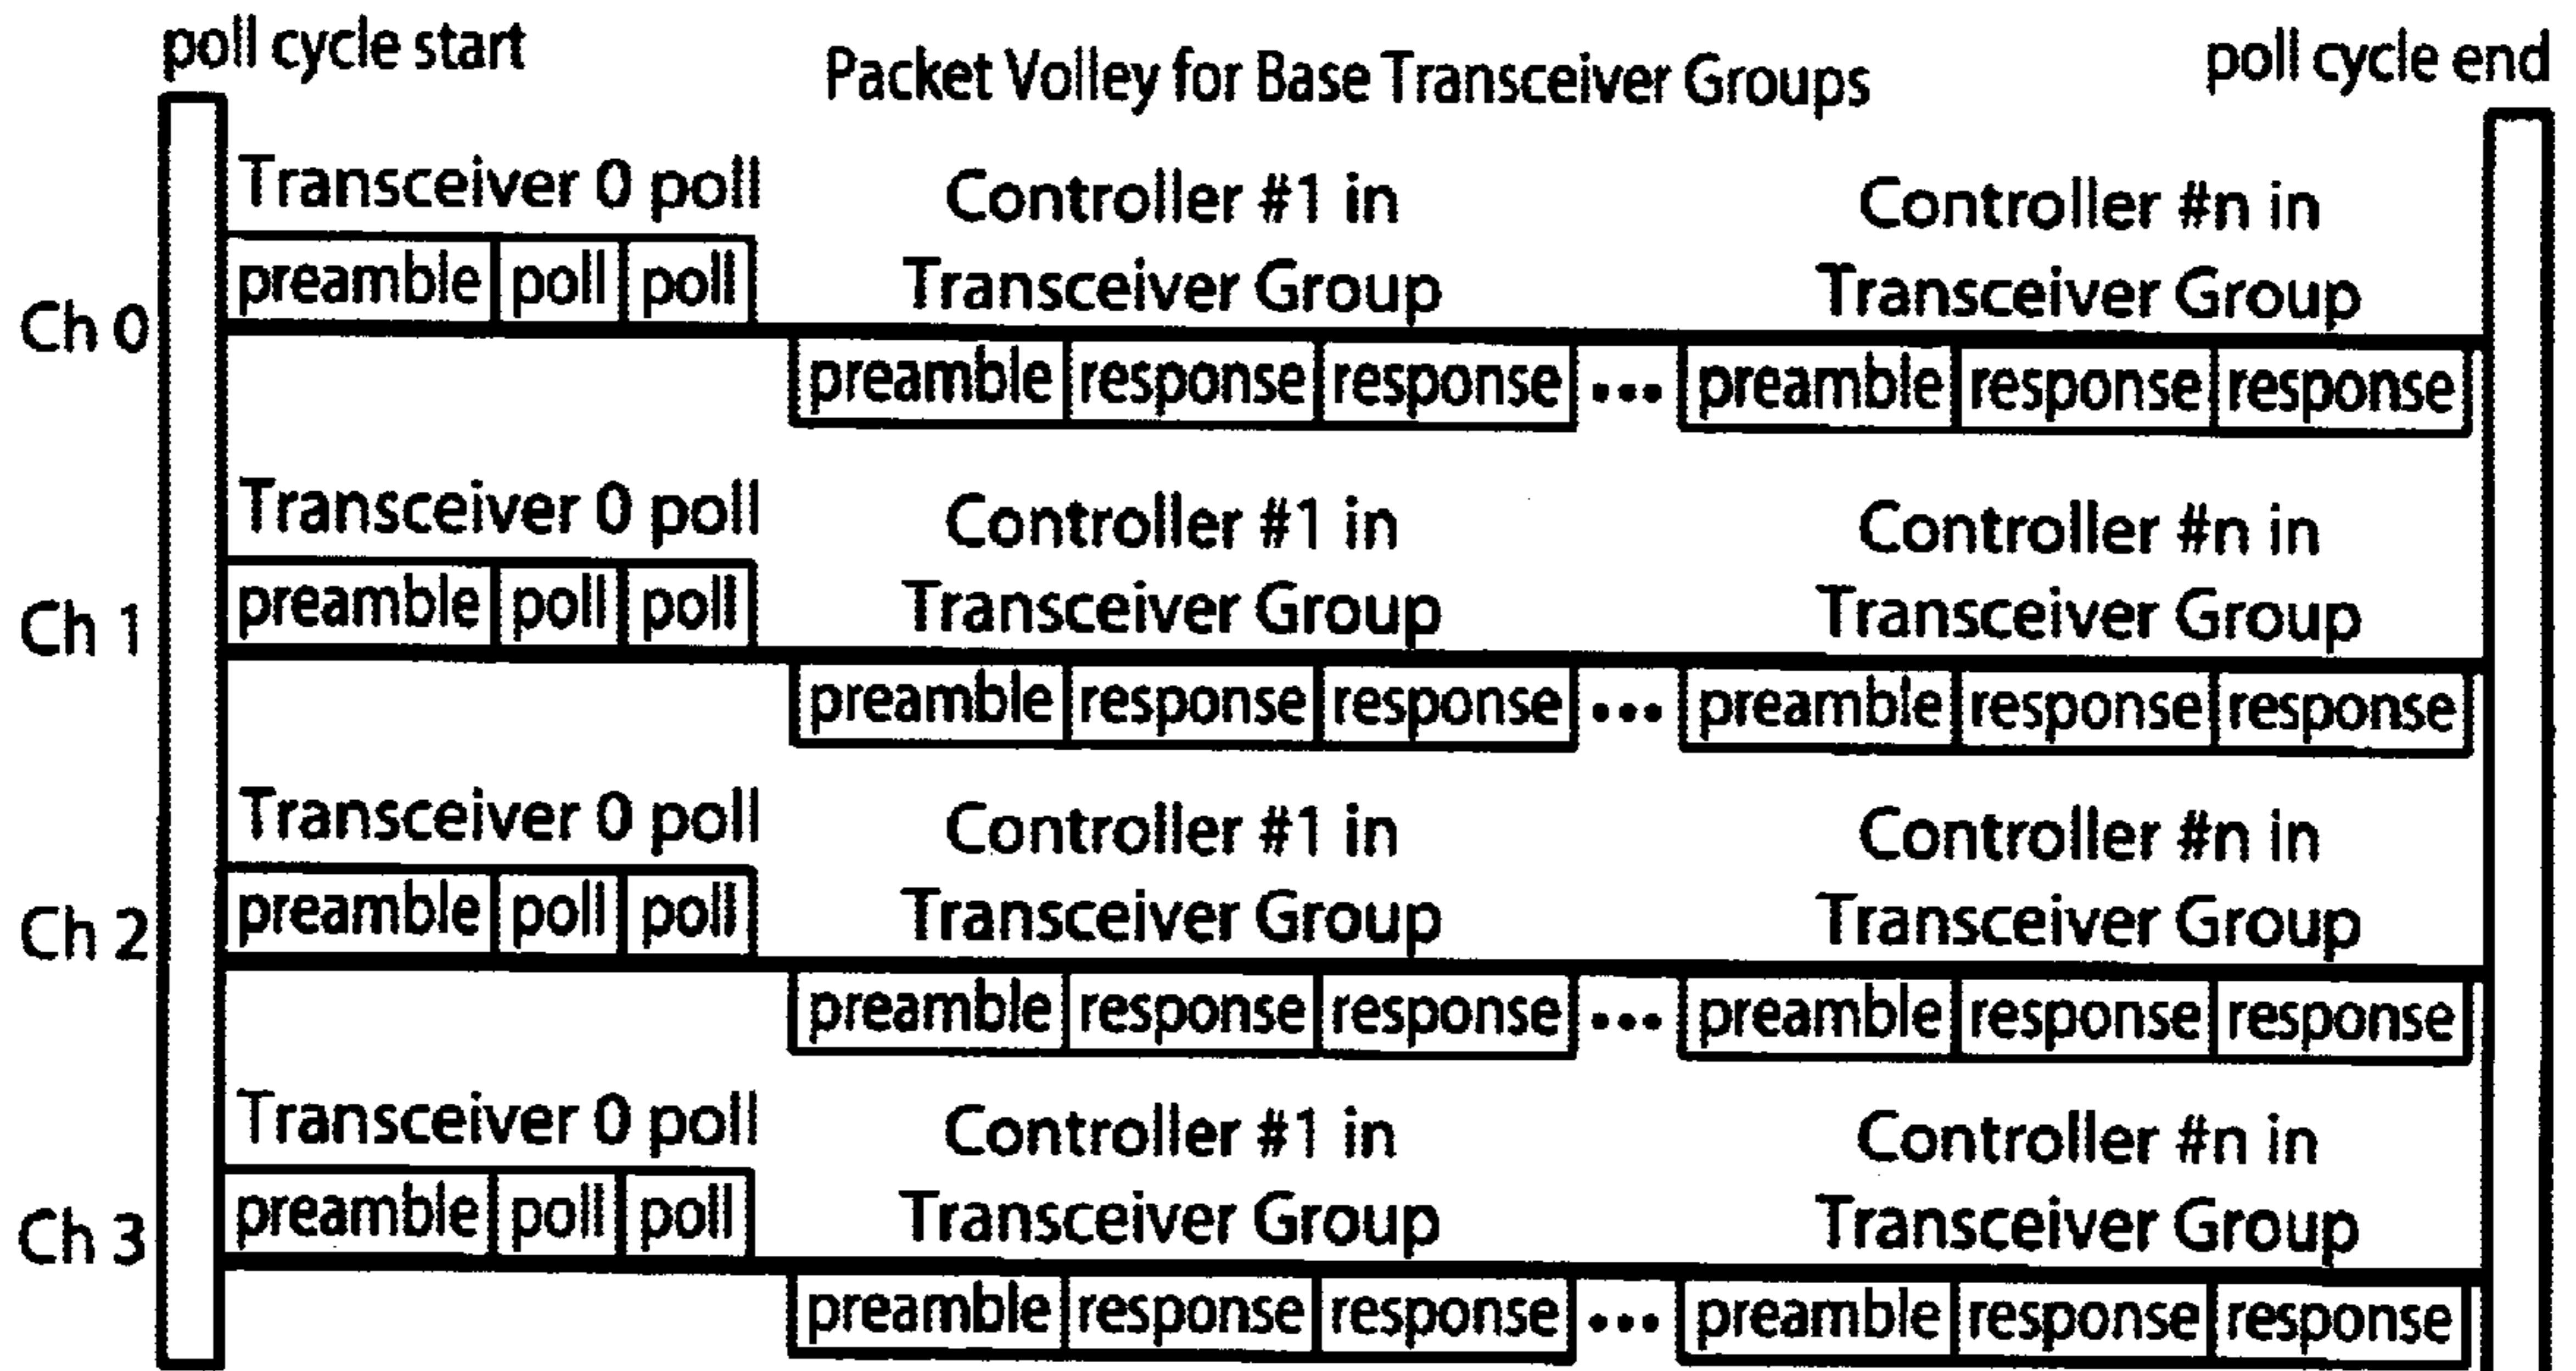 poll cycle start
Packet Volley for Base Transceiver Groups
poll cycle end
Transceiver 0 poll
Controller #1 in
Transceiver Group
Controller #n in
Transceiver Group
Ch 0
preamble poll poll
preamble response response ... preamble response response
Transceiver 0 poll
Controller #1 in
Transceiver Group
Controller #n in
Transceiver Group
Ch 1
preamble poll poll
preamble response response ... preamble response response
Transceiver 0 poll
Controller #1 in
Transceiver Group
Controller #n in
Transceiver Group
Ch 2
preamble poll poll
preamble response response ... preamble response response
Transceiver 0 poll
Controller #1 in
Transceiver Group
Controller #n in
Transceiver Group
Ch 3
preamble poll poll
preamble response response ... preamble response response